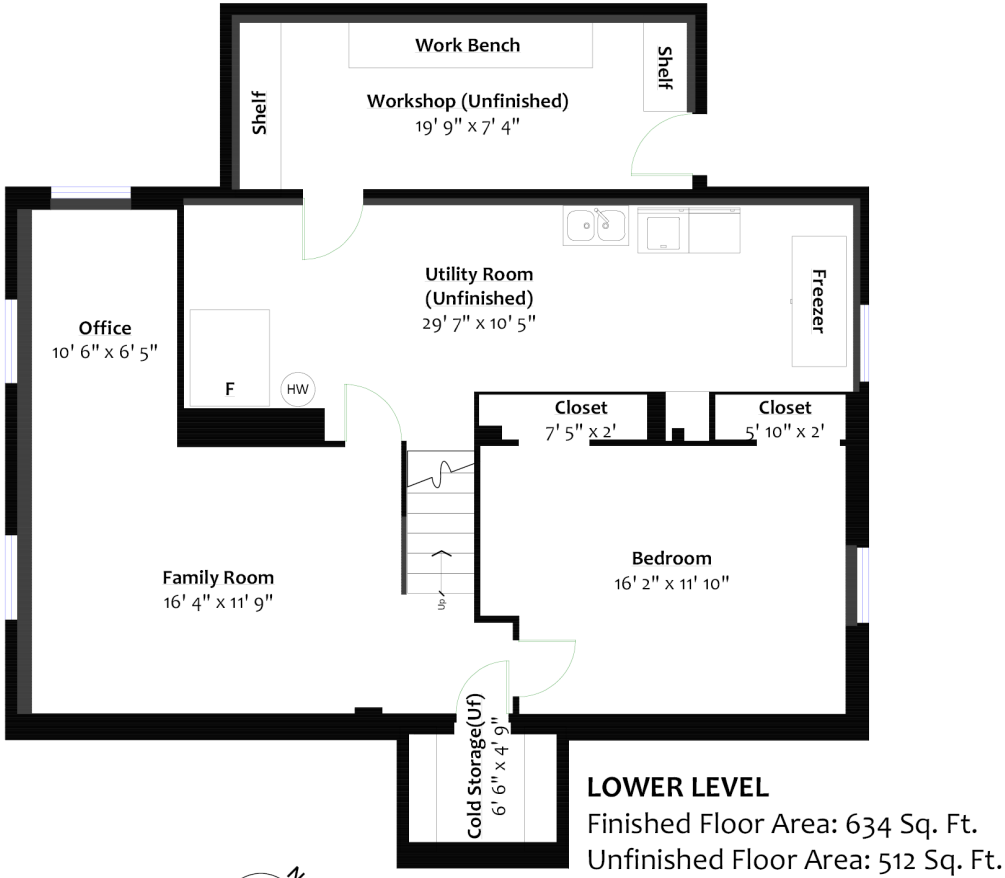 Work Bench
Shelf
Shelf
Workshop (Unfinished)
19' 9" x 7' 4"
Utility Room
(Unfinished)
29' 7" x 10' 5"
Freezer
Office
10' 6" x 6' 5"
F
HW
Closet
7' 5" x 2'
Closet
5' 10" x 2'
Bedroom
16' 2" x 11' 10"
Family Room
16' 4" x 11' 9"
Up
Cold Storage(Uf)
6' 6" x 4' 9"
LOWER LEVEL
Finished Floor Area: 634 Sq. Ft.
Unfinished Floor Area: 512 Sq. Ft.